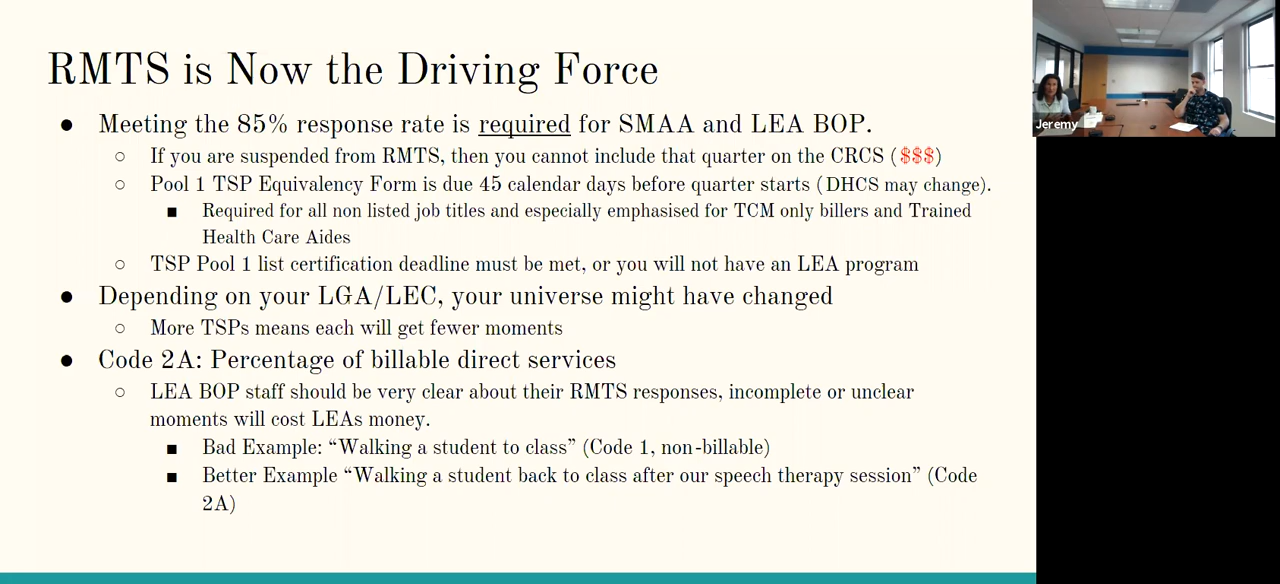 RMTS is Now the Driving Force
● Meeting the 85% response rate is required for SMAA and LEA BOP.
○ If you are suspended from RMTS, then you cannot include that quarter on the CRCS ($$$)
○ Pool 1 TSP Equivalency Form is due 45 calendar days before quarter starts (DHCS may change).
■ Required for all non listed job titles and especially emphasised for TCM only billers and Trained
Health Care Aides
○ TSP Pool 1 list certification deadline must be met, or you will not have an LEA program
● Depending on your LGA/LEC, your universe might have changed
○ More TSPs means each will get fewer moments
● Code 2A: Percentage of billable direct services
○ LEA BOP staff should be very clear about their RMTS responses, incomplete or unclear
moments will cost LEAs money.
■ Bad Example: “Walking a student to class” (Code 1, non-billable)
■ Better Example “Walking a student back to class after our speech therapy session” (Code
2A)
Jeremy